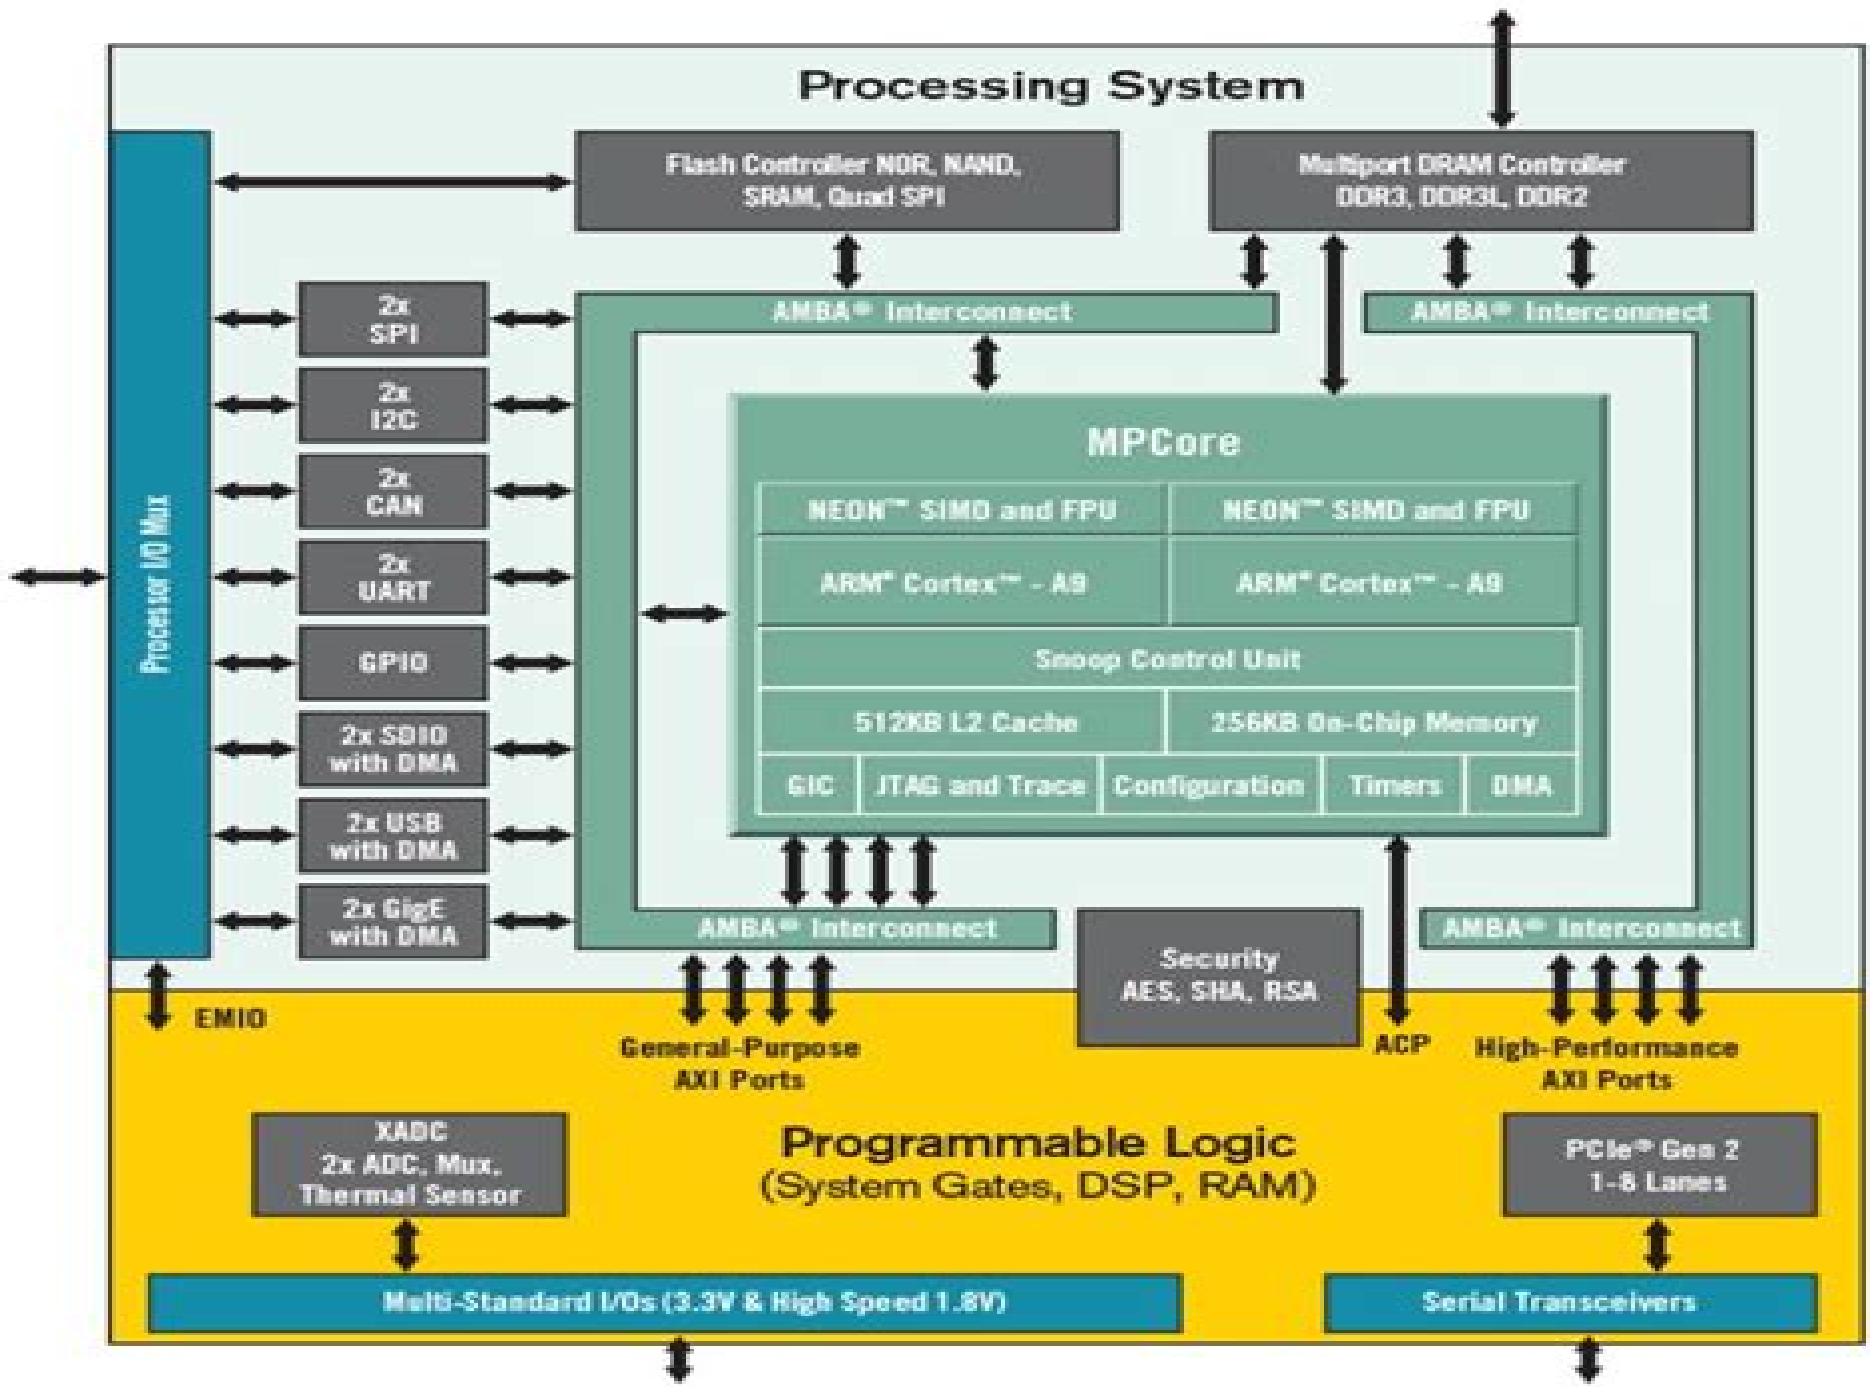 Processing System
Flash Controller NOR, NAND,
SRAM, Quad SPI
Multiport DRAM Controller
DDR3, DDR3L, DDR2
Processor I/O Mux
2x
SPI
2x
I2C
2x
CAN
2x
UART
GPIO
2x SDIO
with DMA
2x USB
with DMA
2x GigE
with DMA
AMBA® Interconnect
AMBA® Interconnect
MPCore
NEON™ SIMD and FPU
NEON™ SIMD and FPU
ARM® Cortex™ - A9
ARM® Cortex™ - A9
Snoop Control Unit
512KB L2 Cache
256KB On-Chip Memory
GIC
JTAG and Trace
Configuration
Timers
DMA
AMBA® Interconnect
Security
AES, SHA, RSA
AMBA® Interconnect
EMIO
General-Purpose
AXI Ports
ACP
High-Performance
AXI Ports
XADC
2x ADC, Mux,
Thermal Sensor
Programmable Logic
(System Gates, DSP, RAM)
PCIe® Gen 2
1-8 Lanes
Multi-Standard I/Os (3.3V & High Speed 1.8V)
Serial Transceivers